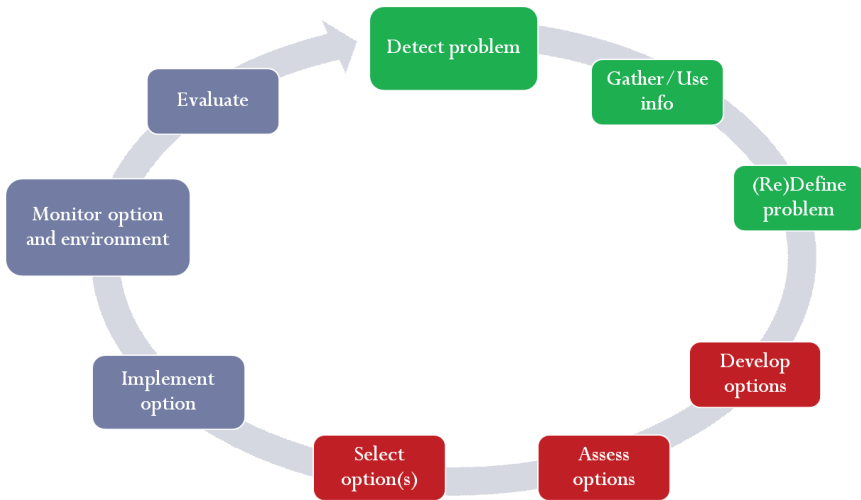 Detect problem
Gather/Use
info
(Re)Define
problem
Develop
options
Assess
options
Select
option(s)
Implement
option
Monitor option
and environment
Evaluate